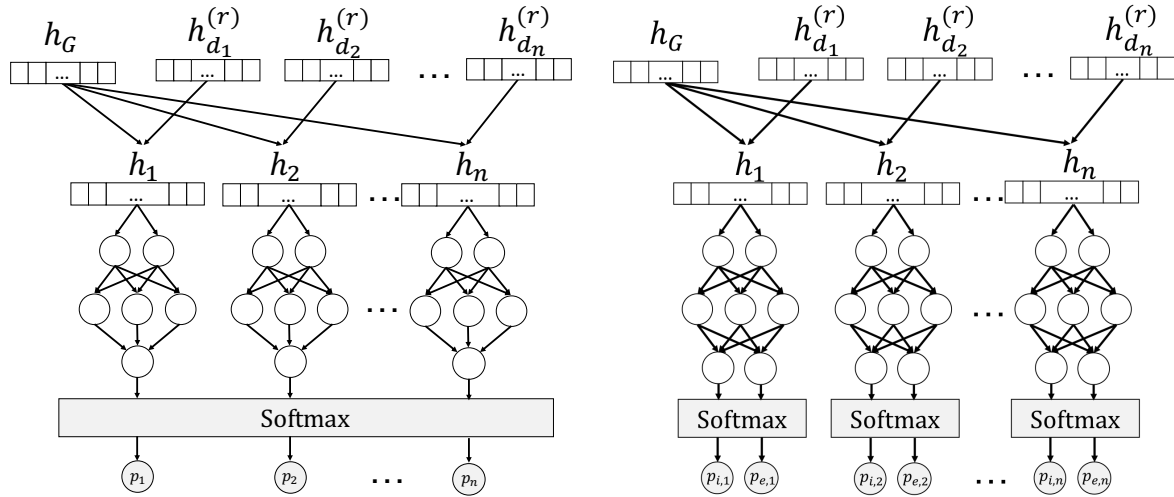 h_G h_{d_1}^{(r)} h_{d_2}^{(r)} ... h_{d_n}^{(r)}
... ... ... ...
h_1 h_2 h_n
... ... ... ...
...
Softmax
p_1 p_2 ... p_n
h_G h_{d_1}^{(r)} h_{d_2}^{(r)} ... h_{d_n}^{(r)}
... ... ... ...
h_1 h_2 h_n
... ... ... ...
...
Softmax Softmax Softmax
p_{i,1} p_{e,1} p_{i,2} p_{e,2} ... p_{i,n} p_{e,n}